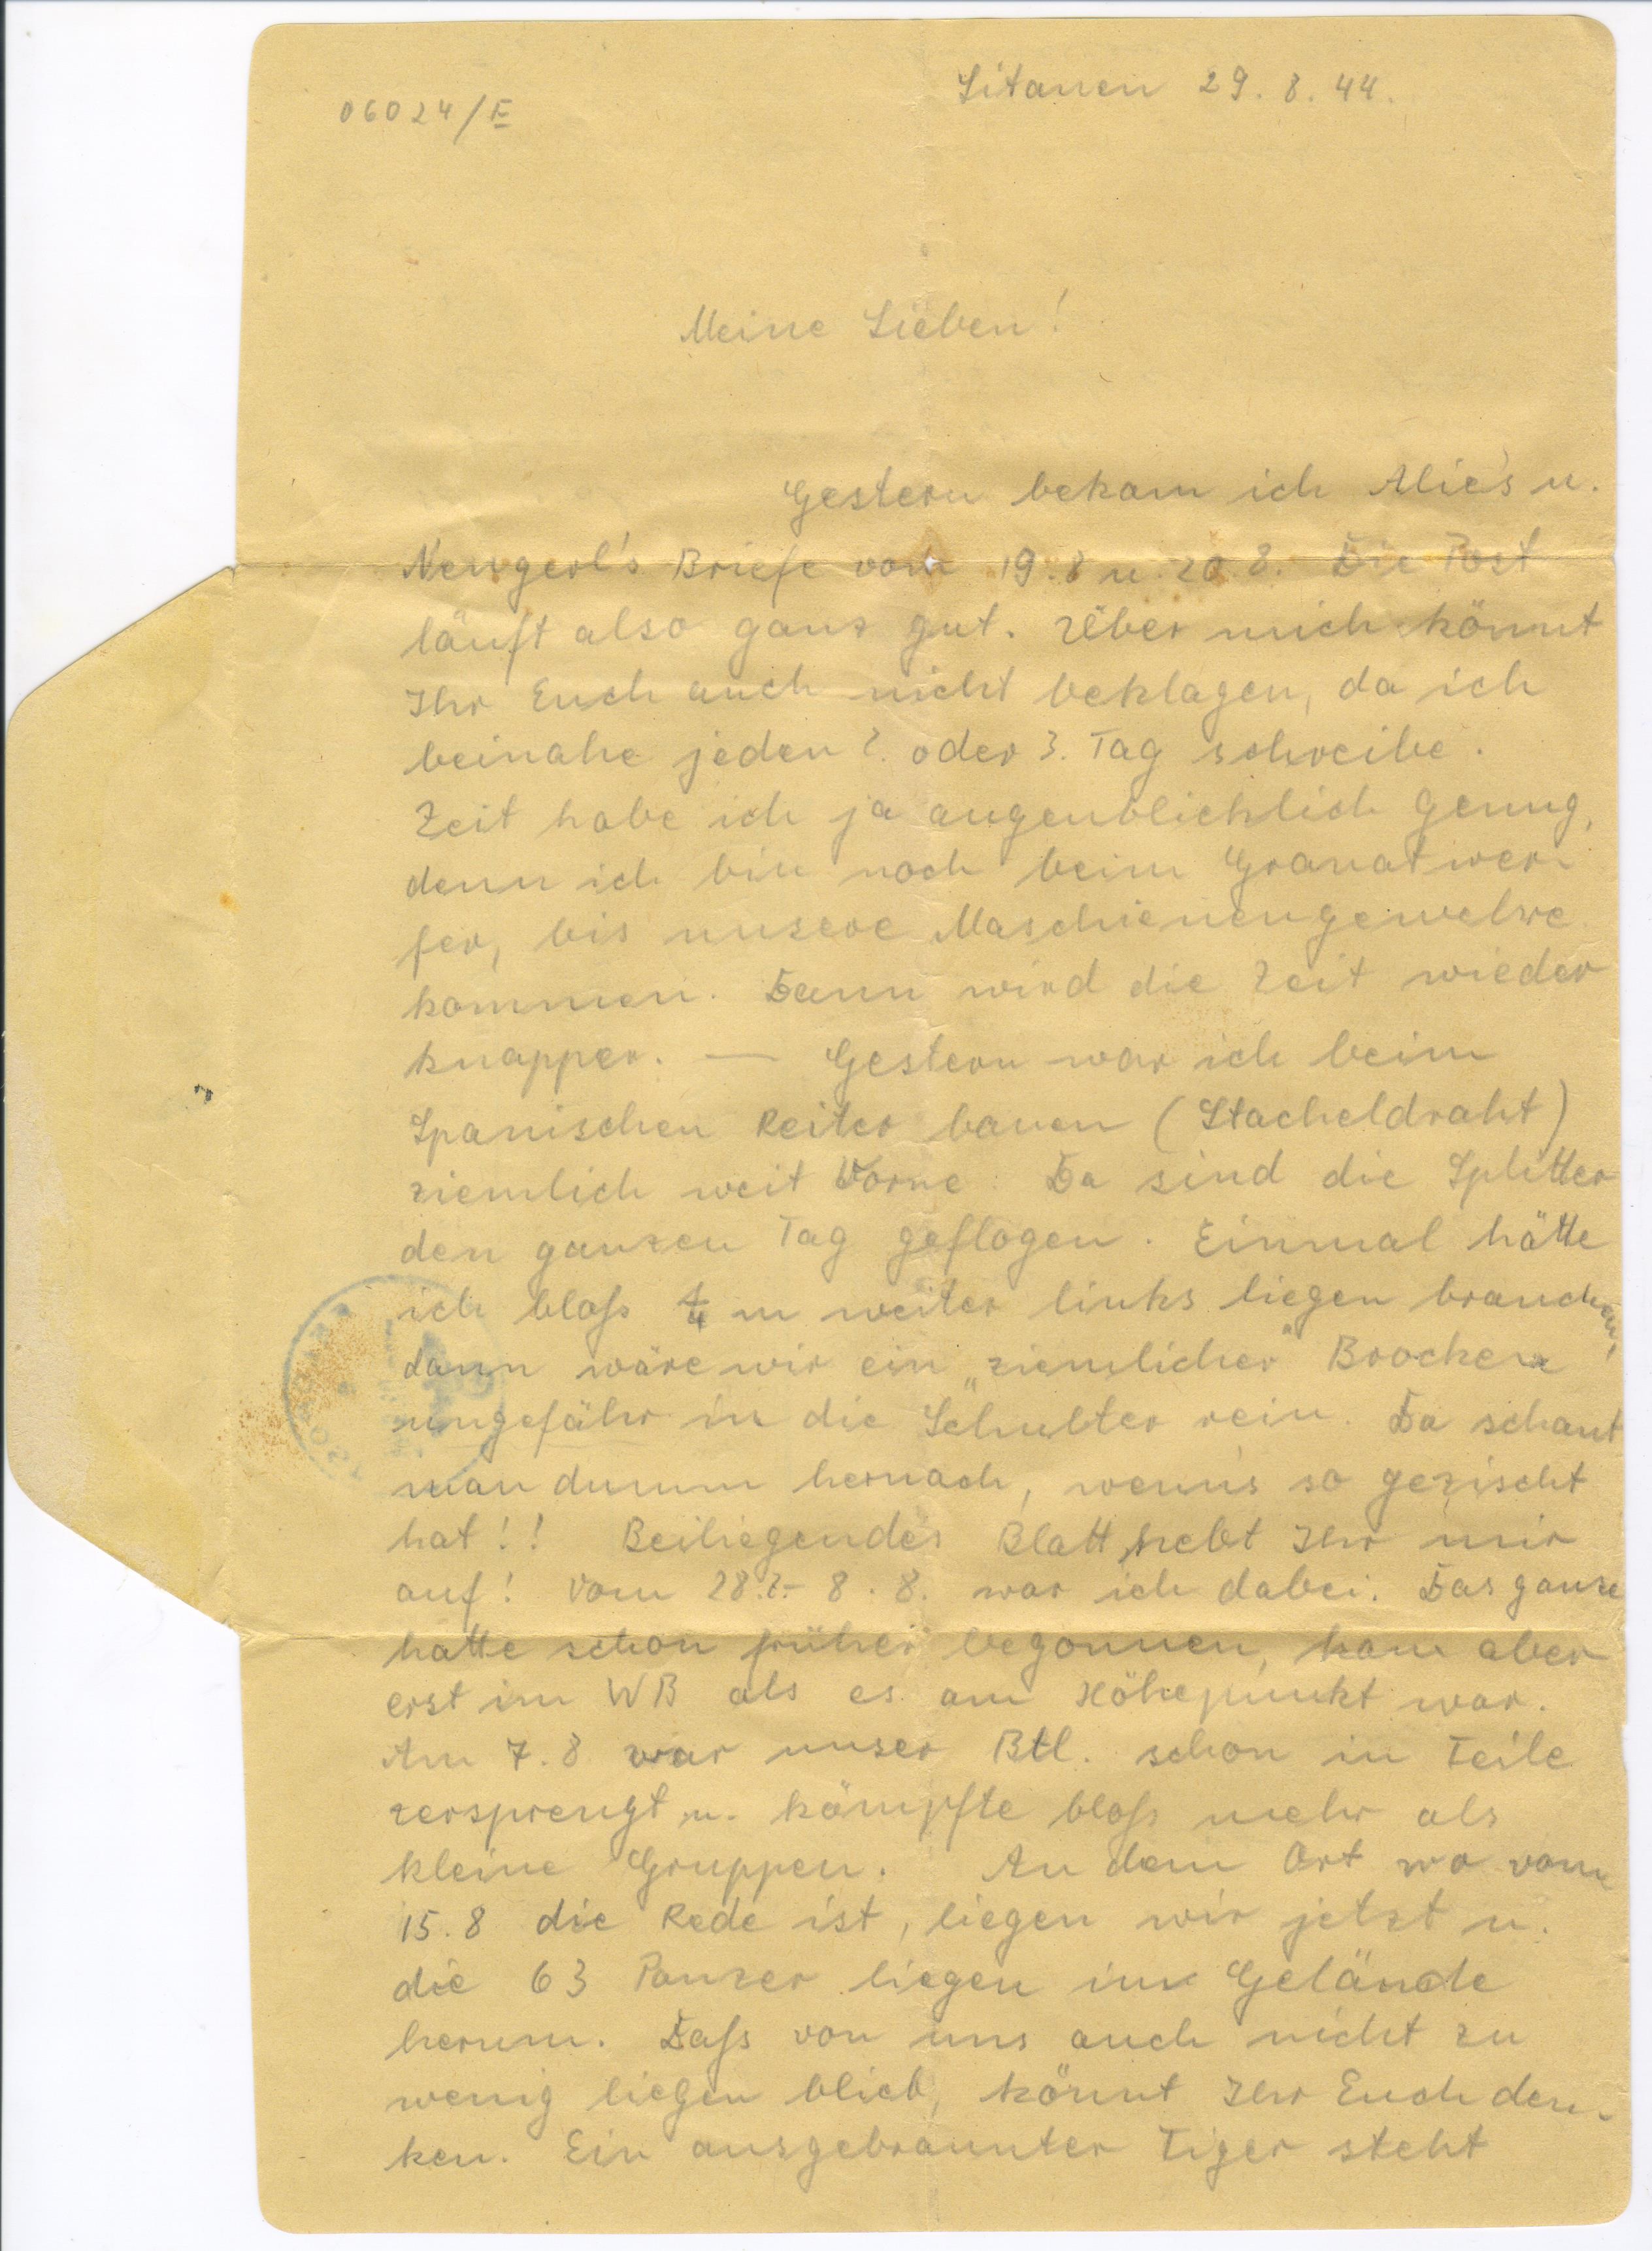 06024/E
Litauen 29. 8. 44.
Meine Lieben!
Gestern bekam ich Alie's u.
Newgerl's Briefe vom 19. 8 u. 20. 8. Die Post
läuft also ganz gut. Über mich könnt
Ihr Euch auch nicht beklagen, da ich
beinahe jeden 2. oder 3. Tag schreibe.
Zeit habe ich ja augenblicklich genug,
denn ich bin noch beim Granatwer-
fer, bis unsere Maschienengewehre
kommen. Dann wird die Zeit wieder
knapper. — Gestern war ich beim
Spanischen Reiter bauen (Stacheldraht)
ziemlich weit Vorne. Da sind die Splitter
den ganzen Tag geflogen. Einmal hätte
ich bloß m weiter links liegen brauchen,
dann wäre mir ein „ziemlicher" Brocken
ungefähr in die Schulter rein. Da schaut
man dumm hernach, wenn's so gezischt
hat!! Beiliegendes Blatt, hebt Ihr mir
auf! Vom 28. 7.- 8. 8. war ich dabei. Das ganze
hatte schon früher begonnen, kam aber
erst im WB als es am Höhepunkt war.
Am 7. 8 war unser Btl. schon in Teile
zersprengt u. kämpfte bloß mehr als
kleine Gruppen. An dem Ort wo vom
15. 8 die Rede ist, liegen wir jetzt u.
die 63 Panzer liegen im Gelände
herum. Daß von uns auch nicht zu
wenig liegen blieb, könnt Ihr Euch den-
ken. Ein ausgebrannter Tiger steht